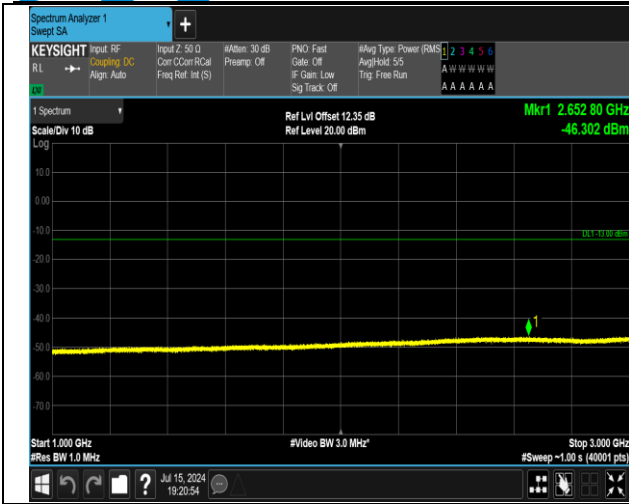 Spectrum Analyzer 1
Swept SA
+
KEYSIGHT
RL
LXI
Input: RF
Coupling: DC
Align: Auto
Input Z: 50 Ω
Corr CCorr RCal
Freq Ref: Int (S)
#Atten: 30 dB
Preamp: Off
PNO: Fast
Gate: Off
IF Gain: Low
Sig Track: Off
#Avg Type: Power (RMS
Avg|Hold: 5/5
Trig: Free Run
1 2 3 4 5 6
A W W W W W
A A A A A A
1 Spectrum
Scale/Div 10 dB
Log
Ref Lvl Offset 12.35 dB
Ref Level 20.00 dBm
Mkr1 2.652 80 GHz
-46.302 dBm
10.0
0.00
-10.0
DL1 -13.00 dBm
-20.0
-30.0
-40.0
1
-50.0
-60.0
-70.0
Start 1.000 GHz
#Res BW 1.0 MHz
#Video BW 3.0 MHz*
Stop 3.000 GHz
#Sweep ~1.00 s (40001 pts)
?
Jul 15, 2024
19:20:54